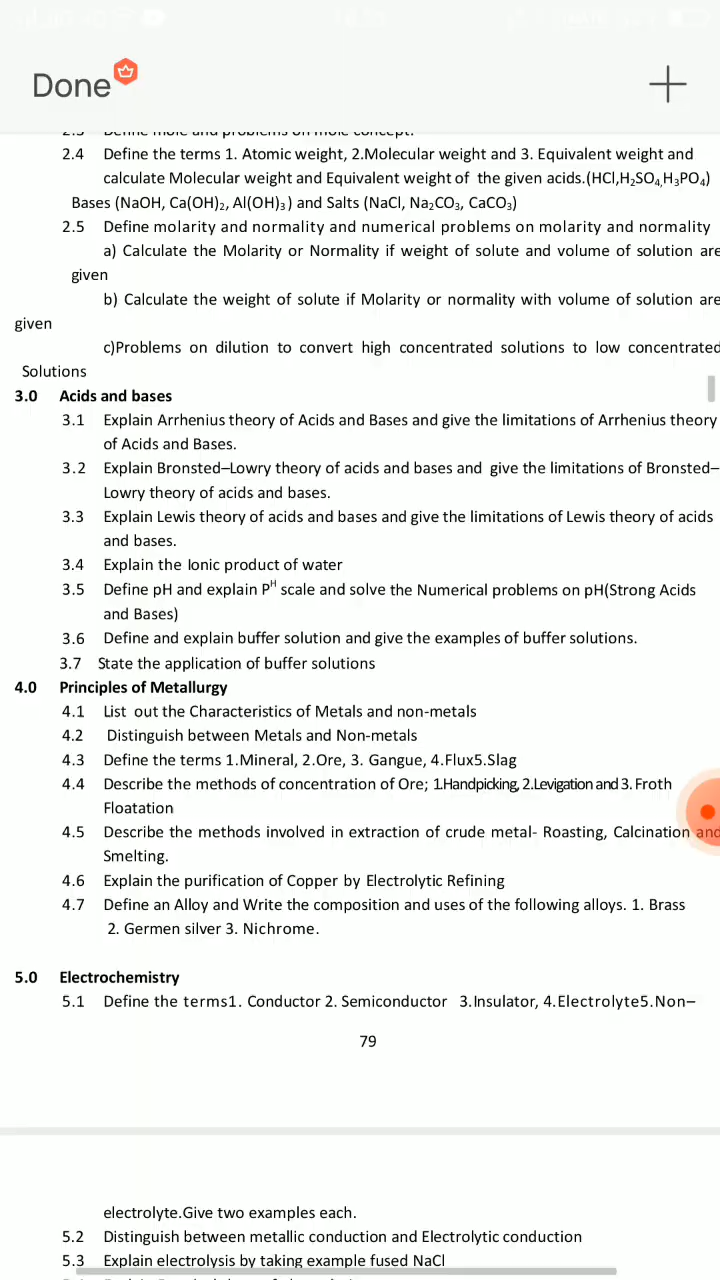 Done
2.3 Define mole and problems on mole concept.
2.4 Define the terms 1. Atomic weight, 2.Molecular weight and 3. Equivalent weight and
calculate Molecular weight and Equivalent weight of the given acids.(HCl,H₂SO₄,H₃PO₄)
Bases (NaOH, Ca(OH)₂, Al(OH)₃) and Salts (NaCl, Na₂CO₃, CaCO₃)
2.5 Define molarity and normality and numerical problems on molarity and normality
a) Calculate the Molarity or Normality if weight of solute and volume of solution are
given
b) Calculate the weight of solute if Molarity or normality with volume of solution are
given
c)Problems on dilution to convert high concentrated solutions to low concentrated
Solutions
3.0 Acids and bases
3.1 Explain Arrhenius theory of Acids and Bases and give the limitations of Arrhenius theory
of Acids and Bases.
3.2 Explain Bronsted–Lowry theory of acids and bases and give the limitations of Bronsted–
Lowry theory of acids and bases.
3.3 Explain Lewis theory of acids and bases and give the limitations of Lewis theory of acids
and bases.
3.4 Explain the Ionic product of water
3.5 Define pH and explain Pᴴ scale and solve the Numerical problems on pH(Strong Acids
and Bases)
3.6 Define and explain buffer solution and give the examples of buffer solutions.
3.7 State the application of buffer solutions
4.0 Principles of Metallurgy
4.1 List out the Characteristics of Metals and non-metals
4.2 Distinguish between Metals and Non-metals
4.3 Define the terms 1.Mineral, 2.Ore, 3. Gangue, 4.Flux5.Slag
4.4 Describe the methods of concentration of Ore; 1.Handpicking, 2.Levigation and 3. Froth
Floatation
4.5 Describe the methods involved in extraction of crude metal- Roasting, Calcination and
Smelting.
4.6 Explain the purification of Copper by Electrolytic Refining
4.7 Define an Alloy and Write the composition and uses of the following alloys. 1. Brass
2. Germen silver 3. Nichrome.
5.0 Electrochemistry
5.1 Define the terms1. Conductor 2. Semiconductor 3.Insulator, 4.Electrolyte5.Non–
79
electrolyte.Give two examples each.
5.2 Distinguish between metallic conduction and Electrolytic conduction
5.3 Explain electrolysis by taking example fused NaCl